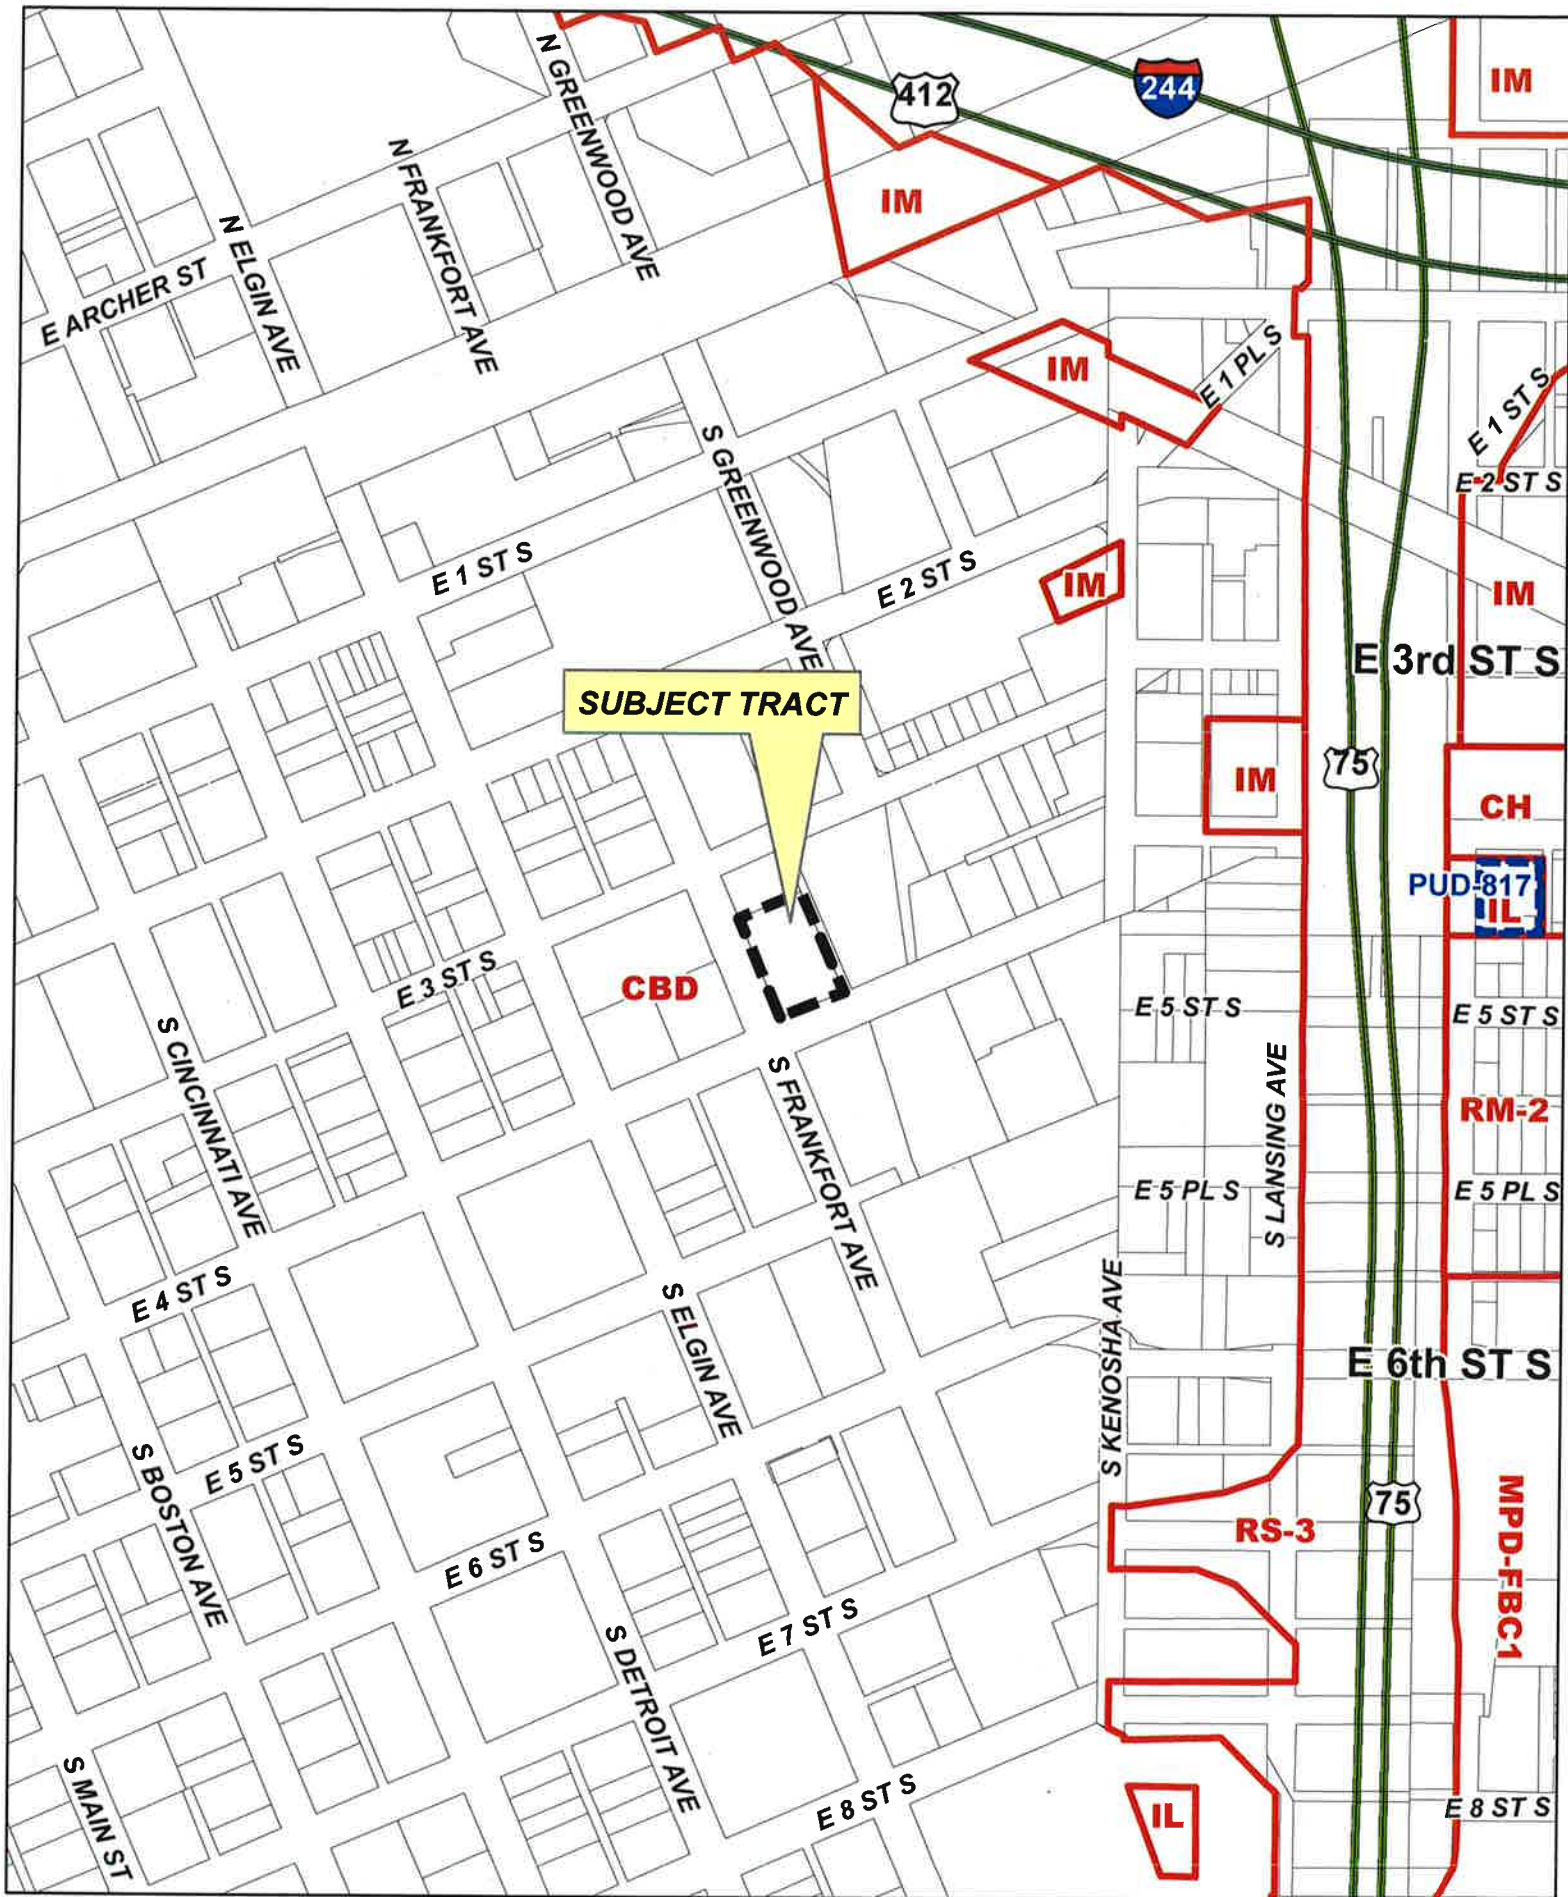 N GREENWOOD AVE
412
244
IM
N FRANKFORT AVE
IM
N ELGIN AVE
E ARCHER ST
IM
E 1 PL S
E 1 ST S
S GREENWOOD AVE
E 2 ST S
E 1 ST S
E 2 ST S
IM
IM
E 3rd ST S
SUBJECT TRACT
75
IM
CH
PUD-817
IL
E 3 ST S
CBD
E 5 ST S
E 5 ST S
S CINCINNATI AVE
S FRANKFORT AVE
S LANSING AVE
RM-2
E 5 PL S
E 5 PL S
E 4 ST S
S ELGIN AVE
S KENOSHA AVE
E 6th ST S
S BOSTON AVE
E 5 ST S
75
MPD-FBC1
RS-3
E 6 ST S
E 7 ST S
S DETROIT AVE
S MAIN ST
E 8 ST S
IL
E 8 ST S